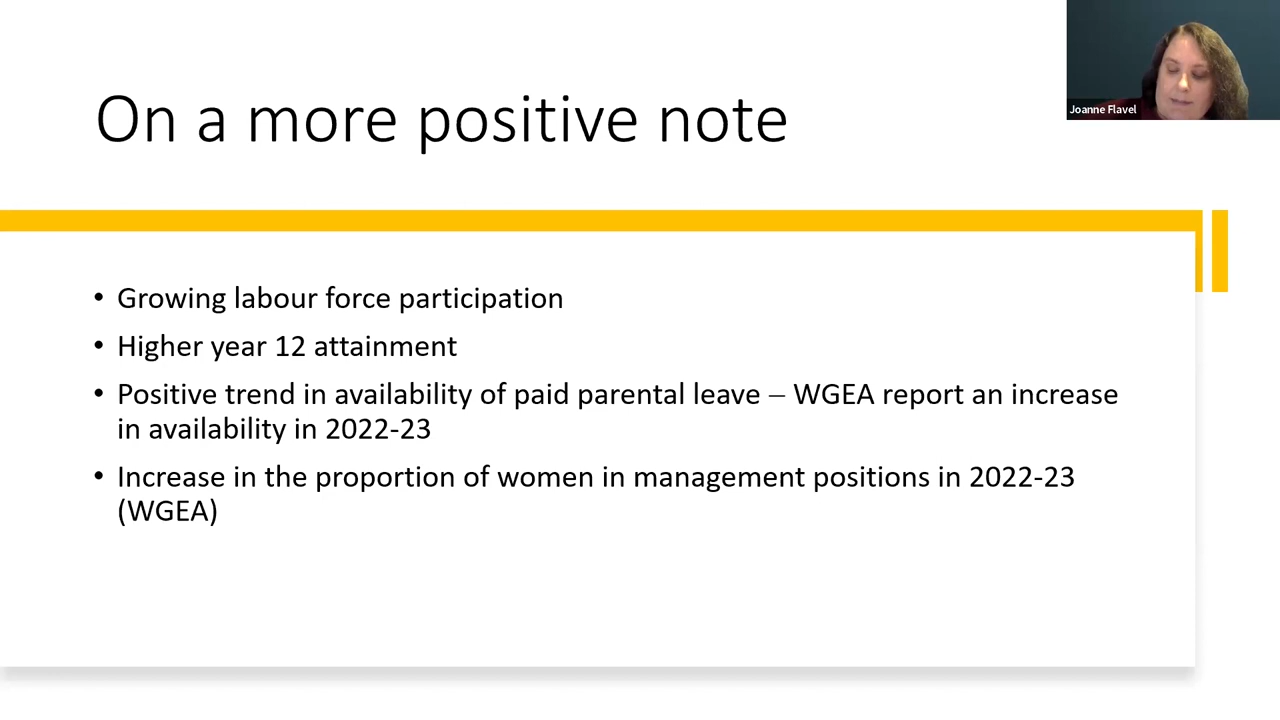 On a more positive note
Joanne Flavel
• Growing labour force participation
• Higher year 12 attainment
• Positive trend in availability of paid parental leave – WGEA report an increase
in availability in 2022-23
• Increase in the proportion of women in management positions in 2022-23
(WGEA)